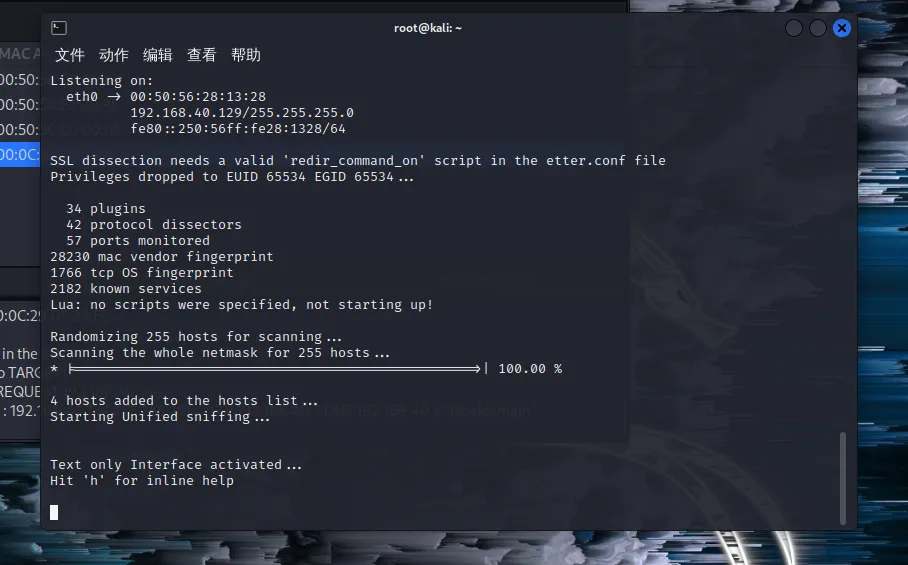 root@kali: ~
文件 动作 编辑 查看 帮助
Listening on:
eth0 → 00:50:56:28:13:28
192.168.40.129/255.255.255.0
fe80::250:56ff:fe28:1328/64
SSL dissection needs a valid 'redir_command_on' script in the etter.conf file
Privileges dropped to EUID 65534 EGID 65534...
34 plugins
42 protocol dissectors
57 ports monitored
28230 mac vendor fingerprint
1766 tcp OS fingerprint
2182 known services
Lua: no scripts were specified, not starting up!
Randomizing 255 hosts for scanning...
Scanning the whole netmask for 255 hosts...
* |==================================================>| 100.00 %
4 hosts added to the hosts list...
Starting Unified sniffing...
Text only Interface activated...
Hit 'h' for inline help
MAC A
00:50:
00:50:
00:50:
00:0C:
0:0C:29
in the
TARG
REQUE
: 192.1